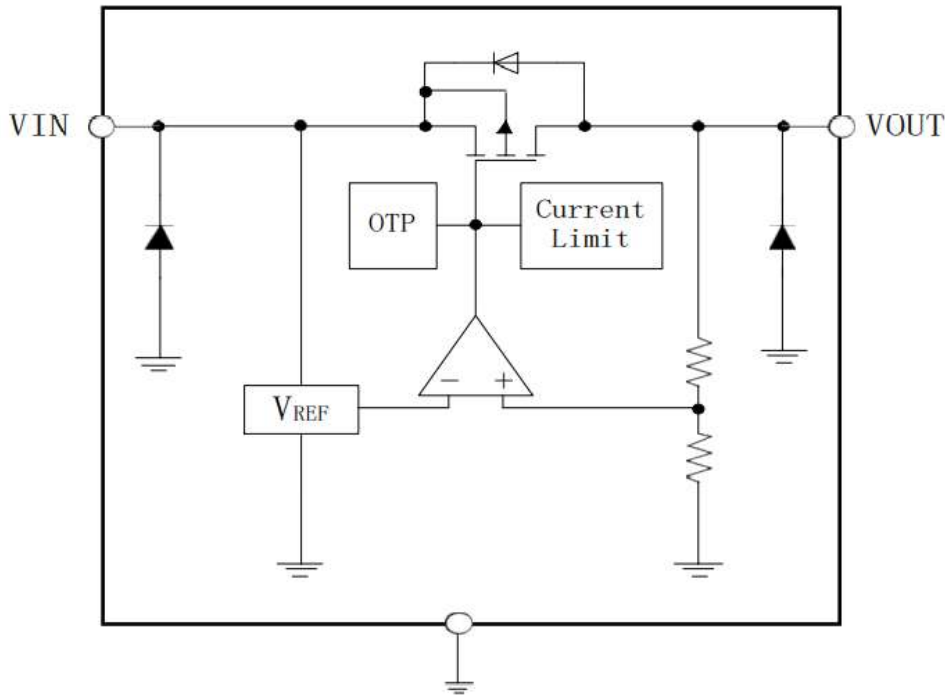 VIN
VOUT
OTP
Current
Limit
− +
VREF